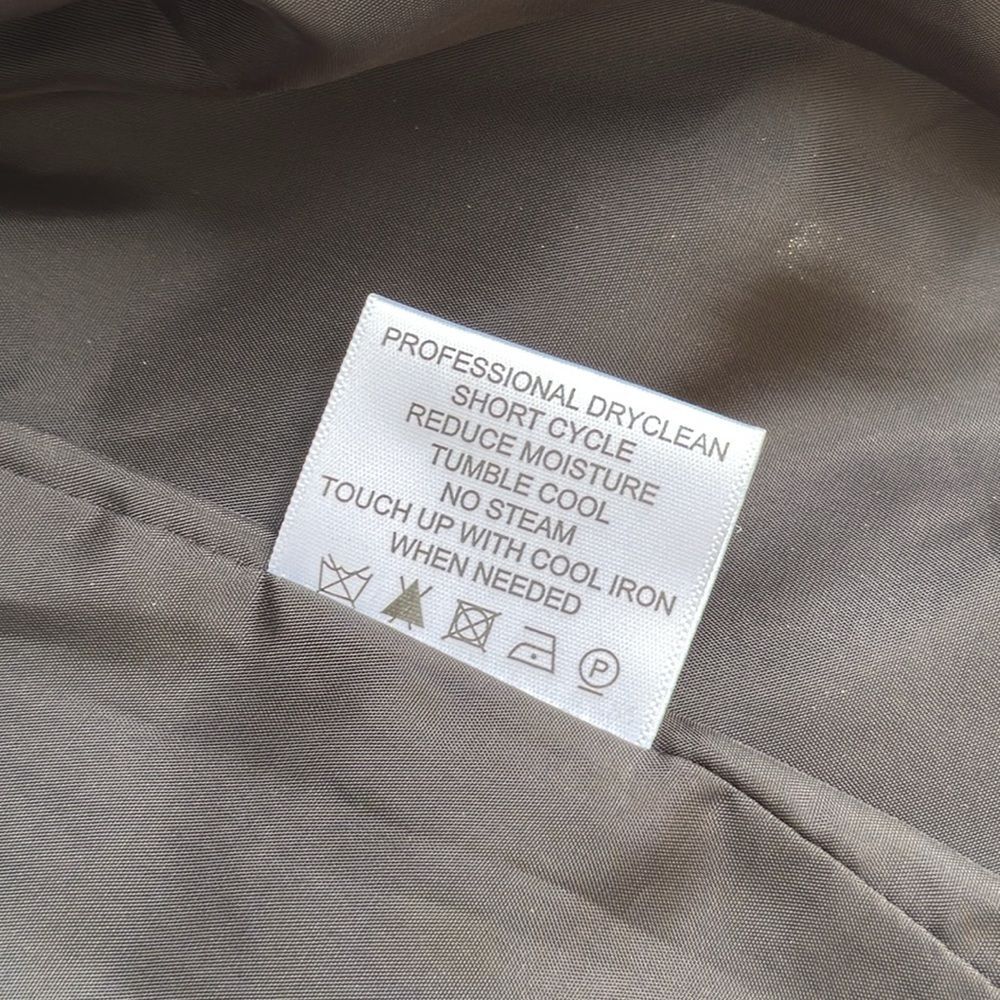 PROFESSIONAL DRYCLEAN
SHORT CYCLE
REDUCE MOISTURE
TUMBLE COOL
NO STEAM
TOUCH UP WITH COOL IRON
WHEN NEEDED
P